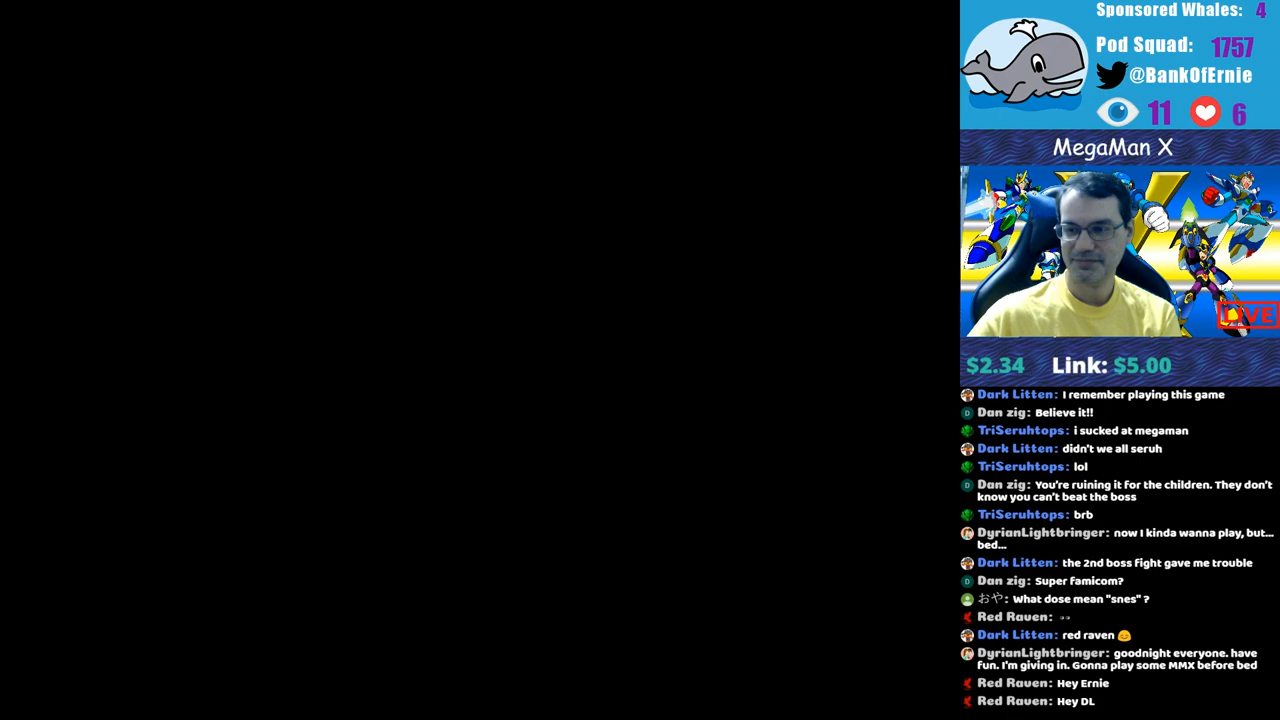 Sponsored Whales: 4
Pod Squad: 1757
@BankOfErnie
11 6
MegaMan X
LIVE
$2.34 Link: $5.00
Dark Litten: I remember playing this game
D Dan zig: Believe it!!
TriSeruhtops: i sucked at megaman
Dark Litten: didn't we all seruh
TriSeruhtops: lol
D Dan zig: You're ruining it for the children. They don't
know you can't beat the boss
TriSeruhtops: brb
DyrianLightbringer: now I kinda wanna play, but...
bed...
Dark Litten: the 2nd boss fight gave me trouble
D Dan zig: Super famicom?
おや: What dose mean "snes" ?
Red Raven: 👀
Dark Litten: red raven 😊
DyrianLightbringer: goodnight everyone. have
fun. I'm giving in. Gonna play some MMX before bed
Red Raven: Hey Ernie
Red Raven: Hey DL